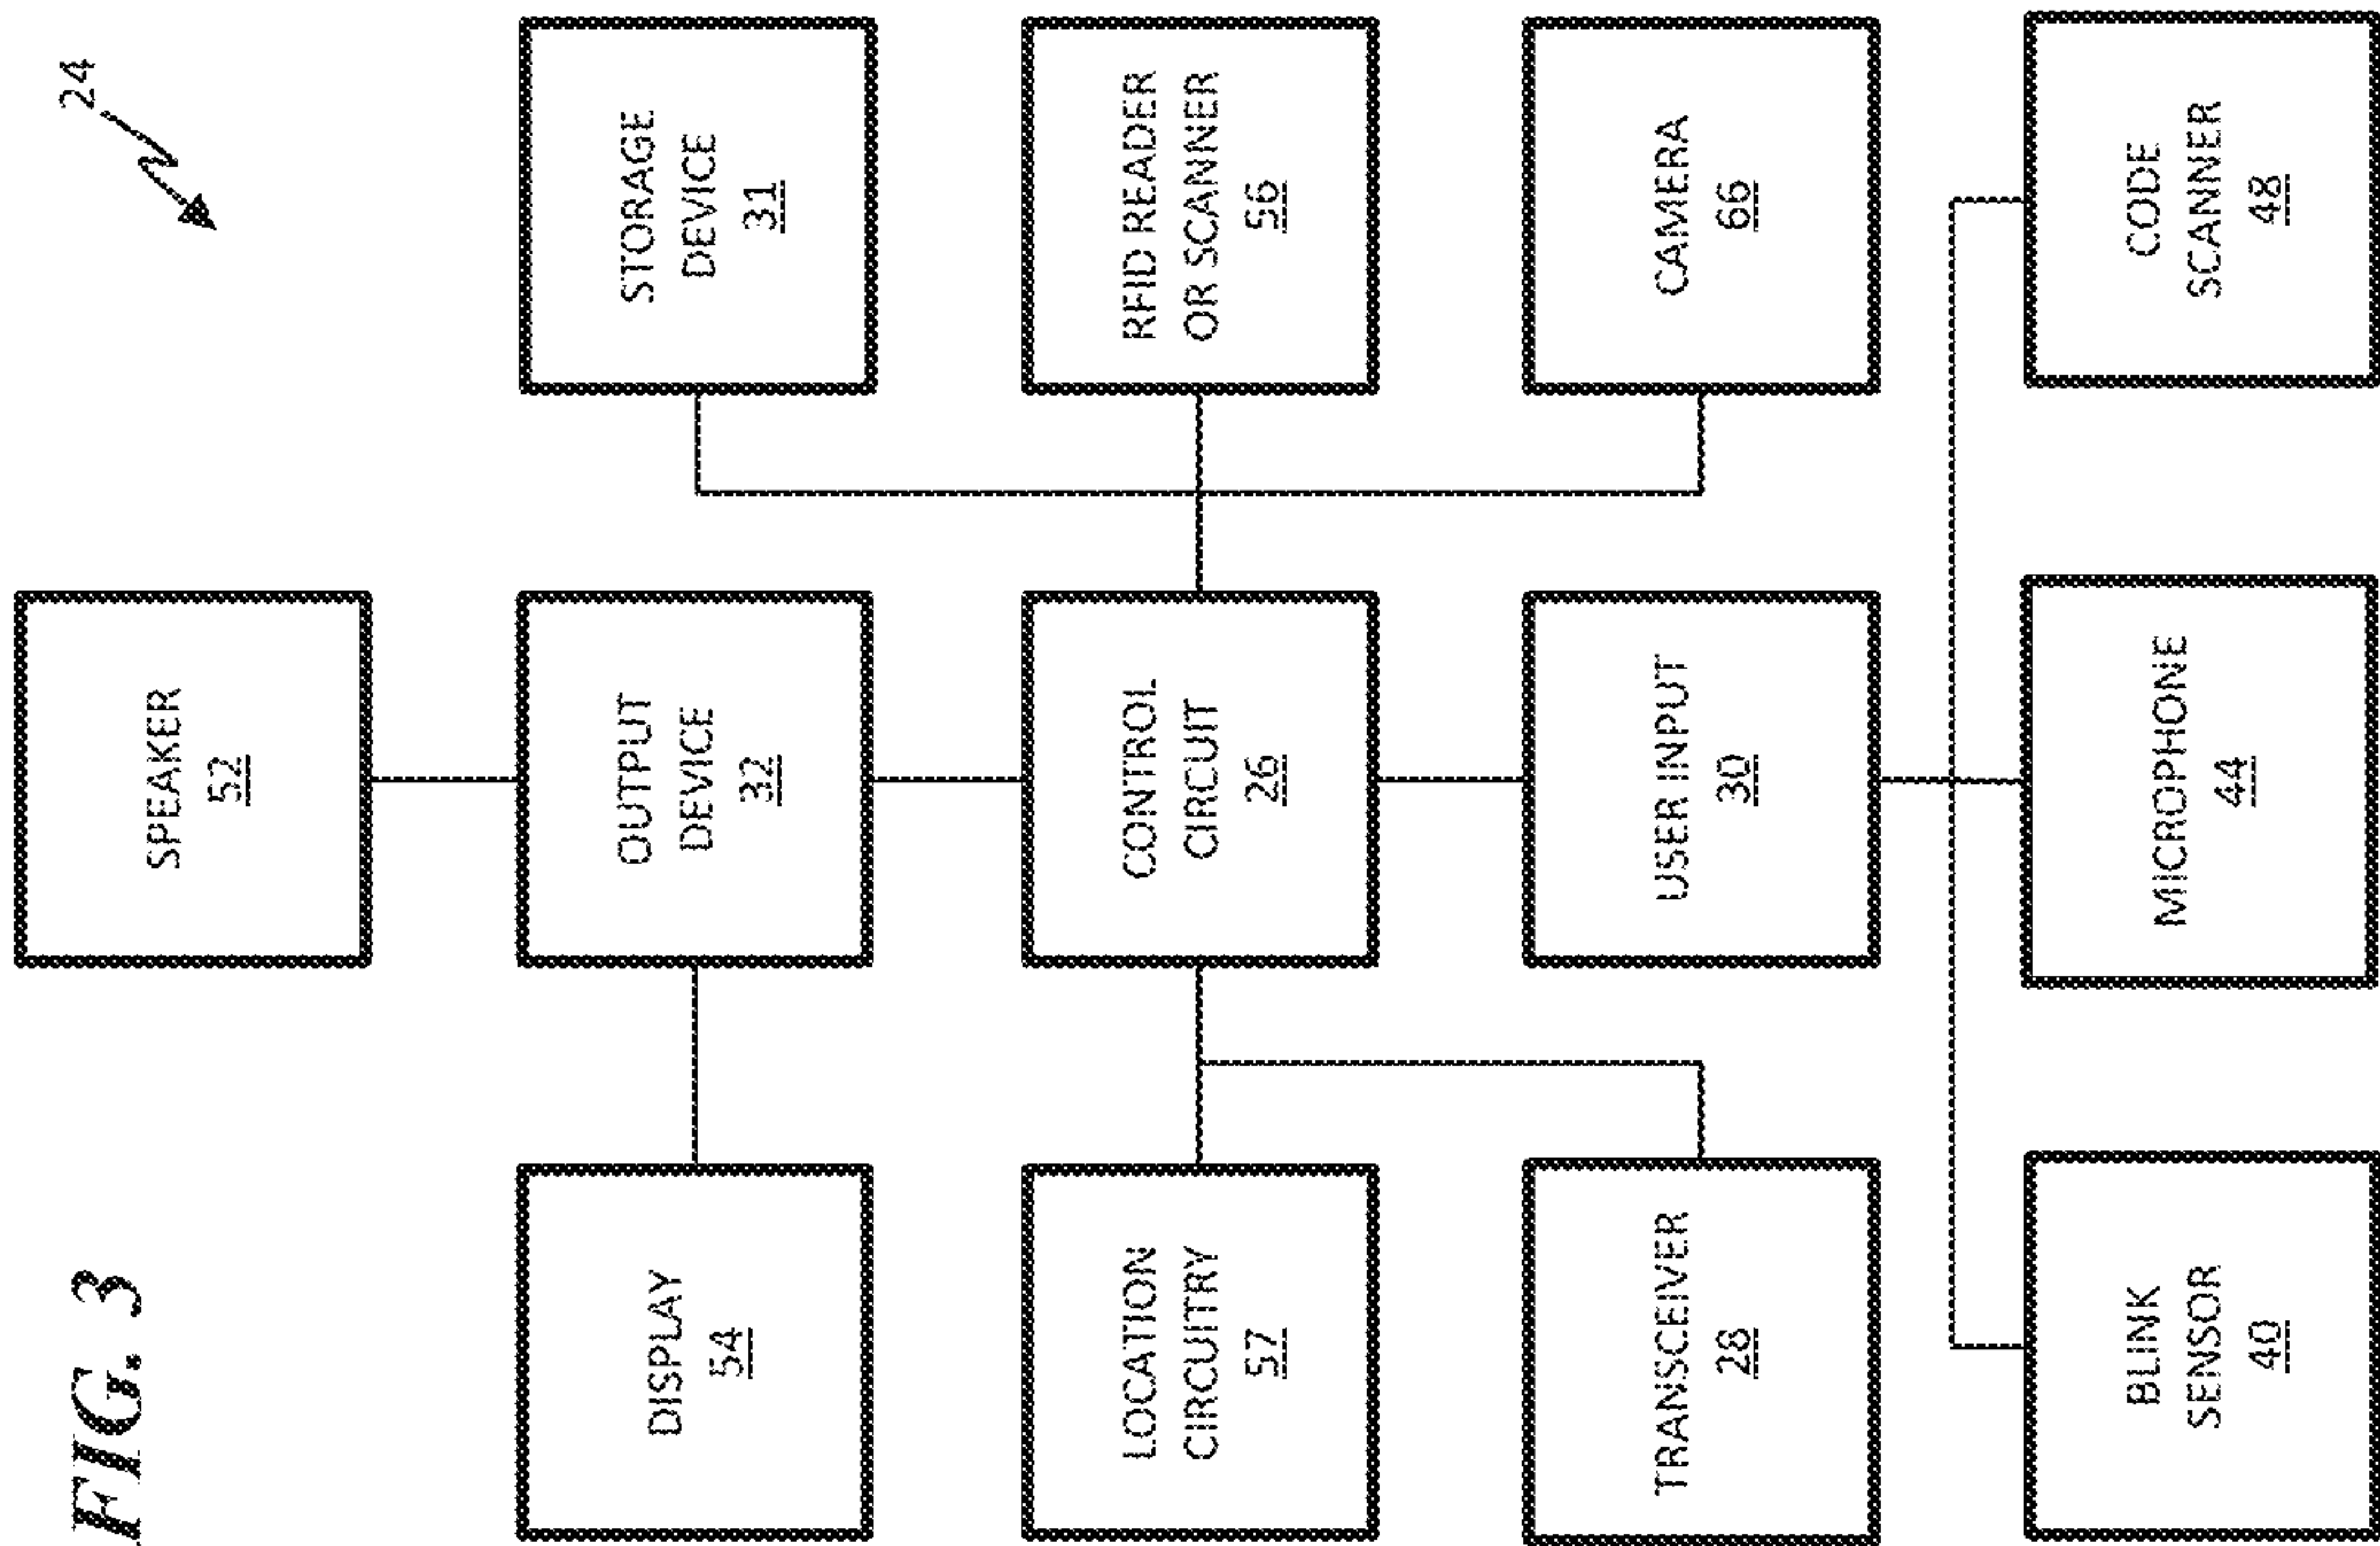 FIG. 3
24
SPEAKER
52
DISPLAY
54
OUTPUT
DEVICE
32
STORAGE
DEVICE
31
LOCATION
CIRCUITRY
57
CONTROL
CIRCUIT
26
RFID READER
OR SCANNER
56
TRANSCEIVER
28
USER INPUT
30
CAMERA
66
BLINK
SENSOR
40
MICROPHONE
44
CODE
SCANNER
48